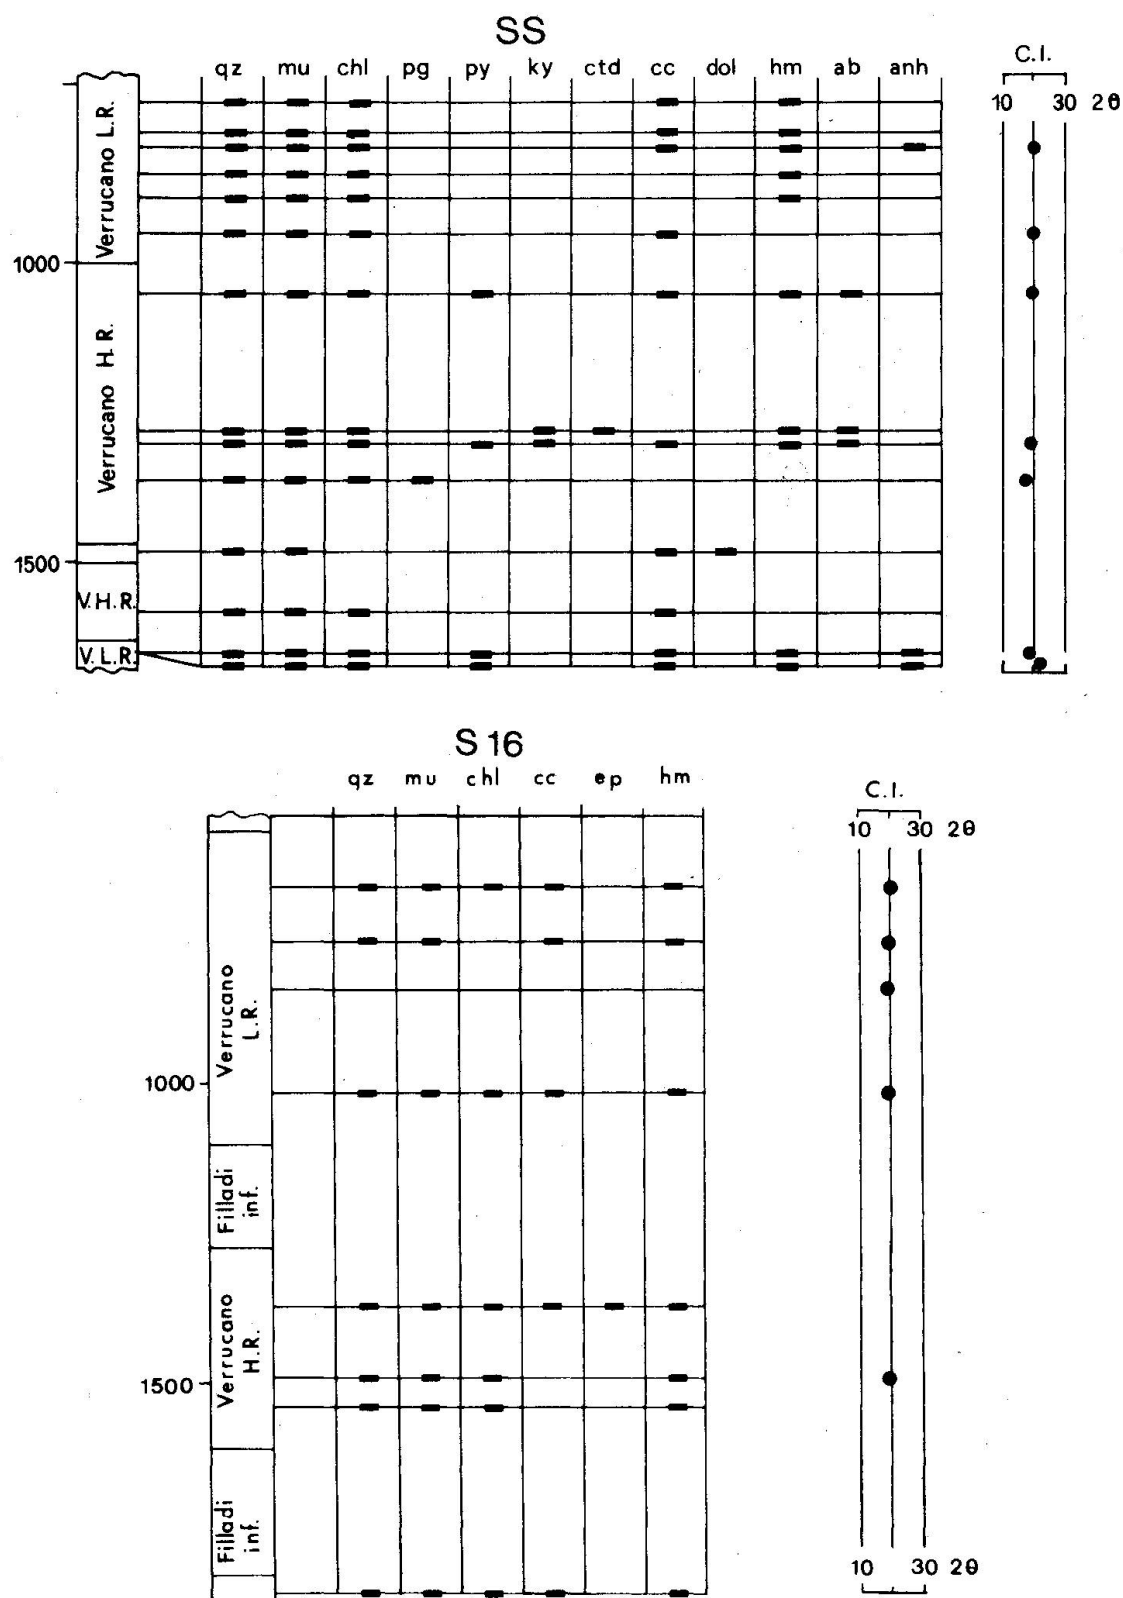 SS
qz mu chl pg py ky ctd cc dol hm ab anh
C.I.
10 30 2θ
Verrucano L.R.
1000
Verrucano H.R.
1500
V.H.R.
V.L.R.
S 16
qz mu chl cc ep hm
C.I.
10 30 2θ
Verrucano
L.R.
1000
Filladi
inf.
Verrucano
H.R.
1500
Filladi
inf.
10 30 2θ